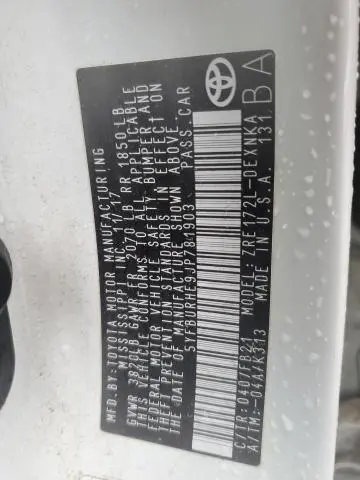 MFD.BY:TOYOTA MOTOR MANUFACTURING
MISSISSIPPI INC. 11/17
GVWR 3820LB GAWR FR 2070 LB RR 1850 LB
THIS VEHICLE CONFORMS TO ALL APPLICABLE
FEDERAL MOTOR VEHICLE SAFETY, BUMPER AND
THEFT PREVENTION STANDARDS IN EFFECT ON
THE DATE OF MANUFACTURE SHOWN ABOVE.
5YFBURHE9JP781903 PASS.CAR
C/TR:040/FB21 MODEL:ZRE172L-DEXNKA
A/TM:-04A/K313 MADE IN U.S.A. 131
BA